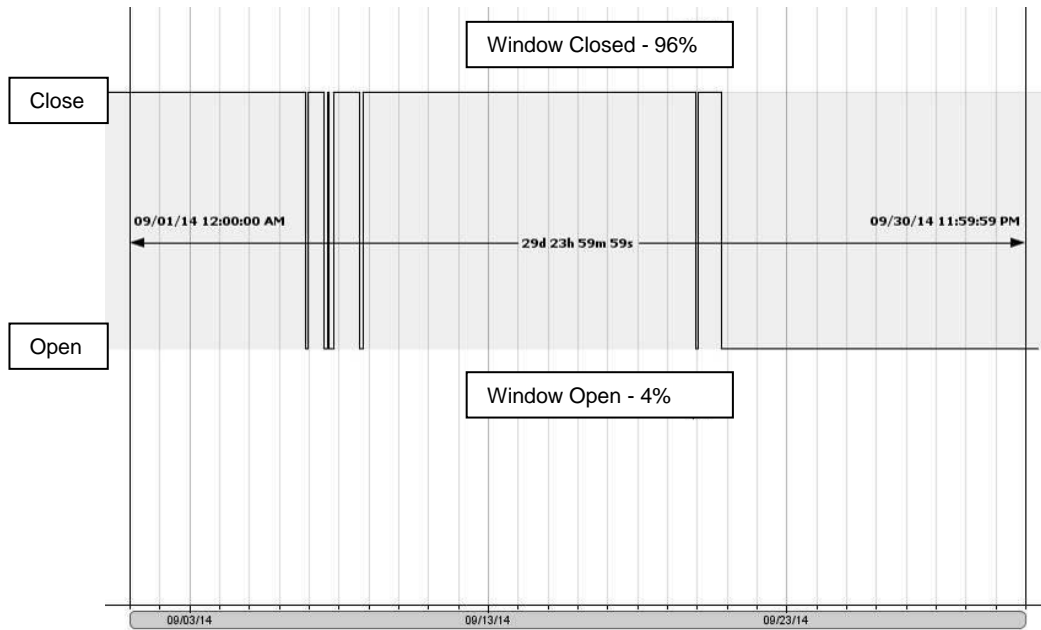 Window Closed - 96%
Close
09/01/14 12:00:00 AM
09/30/14 11:59:59 PM
29d 23h 59m 59s
Open
Window Open - 4%
09/03/14
09/13/14
09/23/14